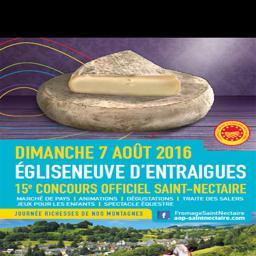 DIMANCHE 7 AOÛT 2016
ÉGLISENEUVE D'ENTRAIGUES
15e CONCOURS OFFICIEL SAINT-NECTAIRE
MARCHÉ DE PAYS | ANIMATIONS | DÉGUSTATIONS | TRAITE DES SALERS
JEUX POUR LES ENFANTS | SPECTACLE ÉQUESTRE
JOURNÉE RICHESSES DE NOS MONTAGNES
f FromageSaintNectaire
aop-saintnectaire.com